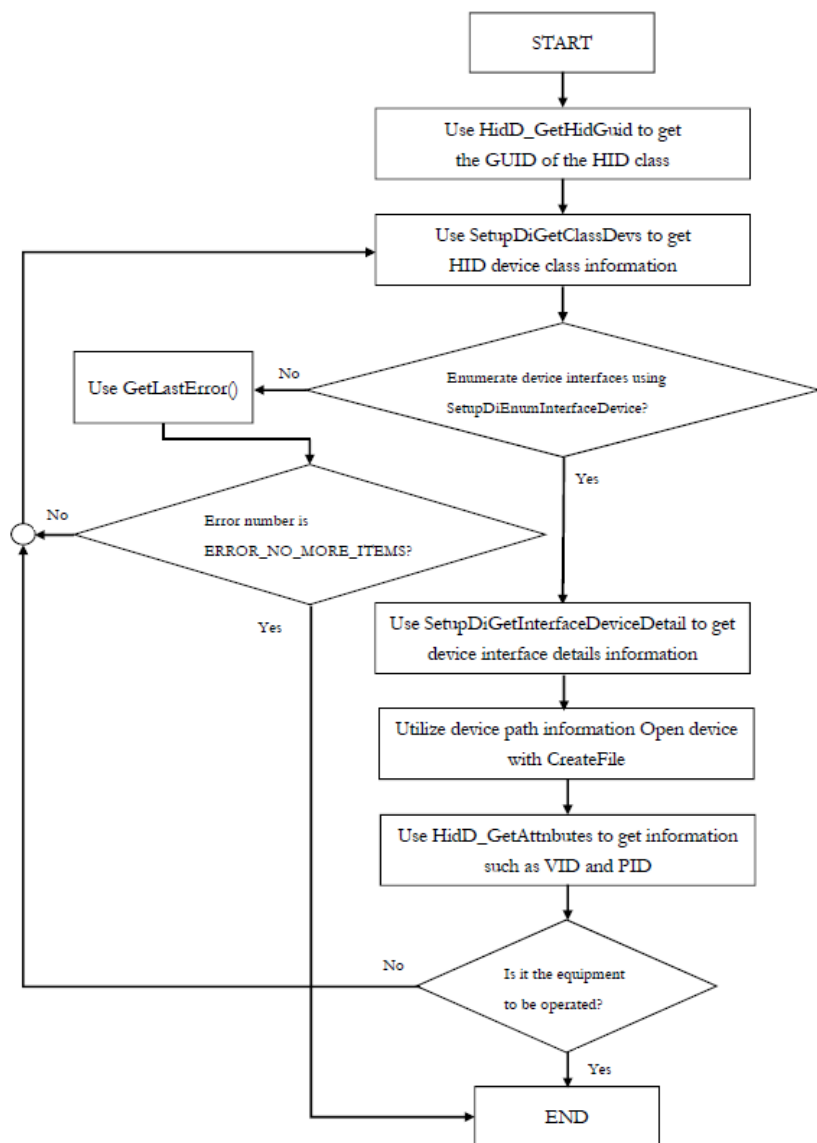 START
Use HidD_GetHidGuid to get
the GUID of the HID class
Use SetupDiGetClassDevs to get
HID device class information
Enumerate device interfaces using
SetupDiEnumInterfaceDevice?
No
Use GetLastError()
Yes
Error number is
ERROR_NO_MORE_ITEMS?
No
Yes
Use SetupDiGetInterfaceDeviceDetail to get
device interface details information
Utilize device path information Open device
with CreateFile
Use HidD_GetAttnbutes to get information
such as VID and PID
Is it the equipment
to be operated?
No
Yes
END